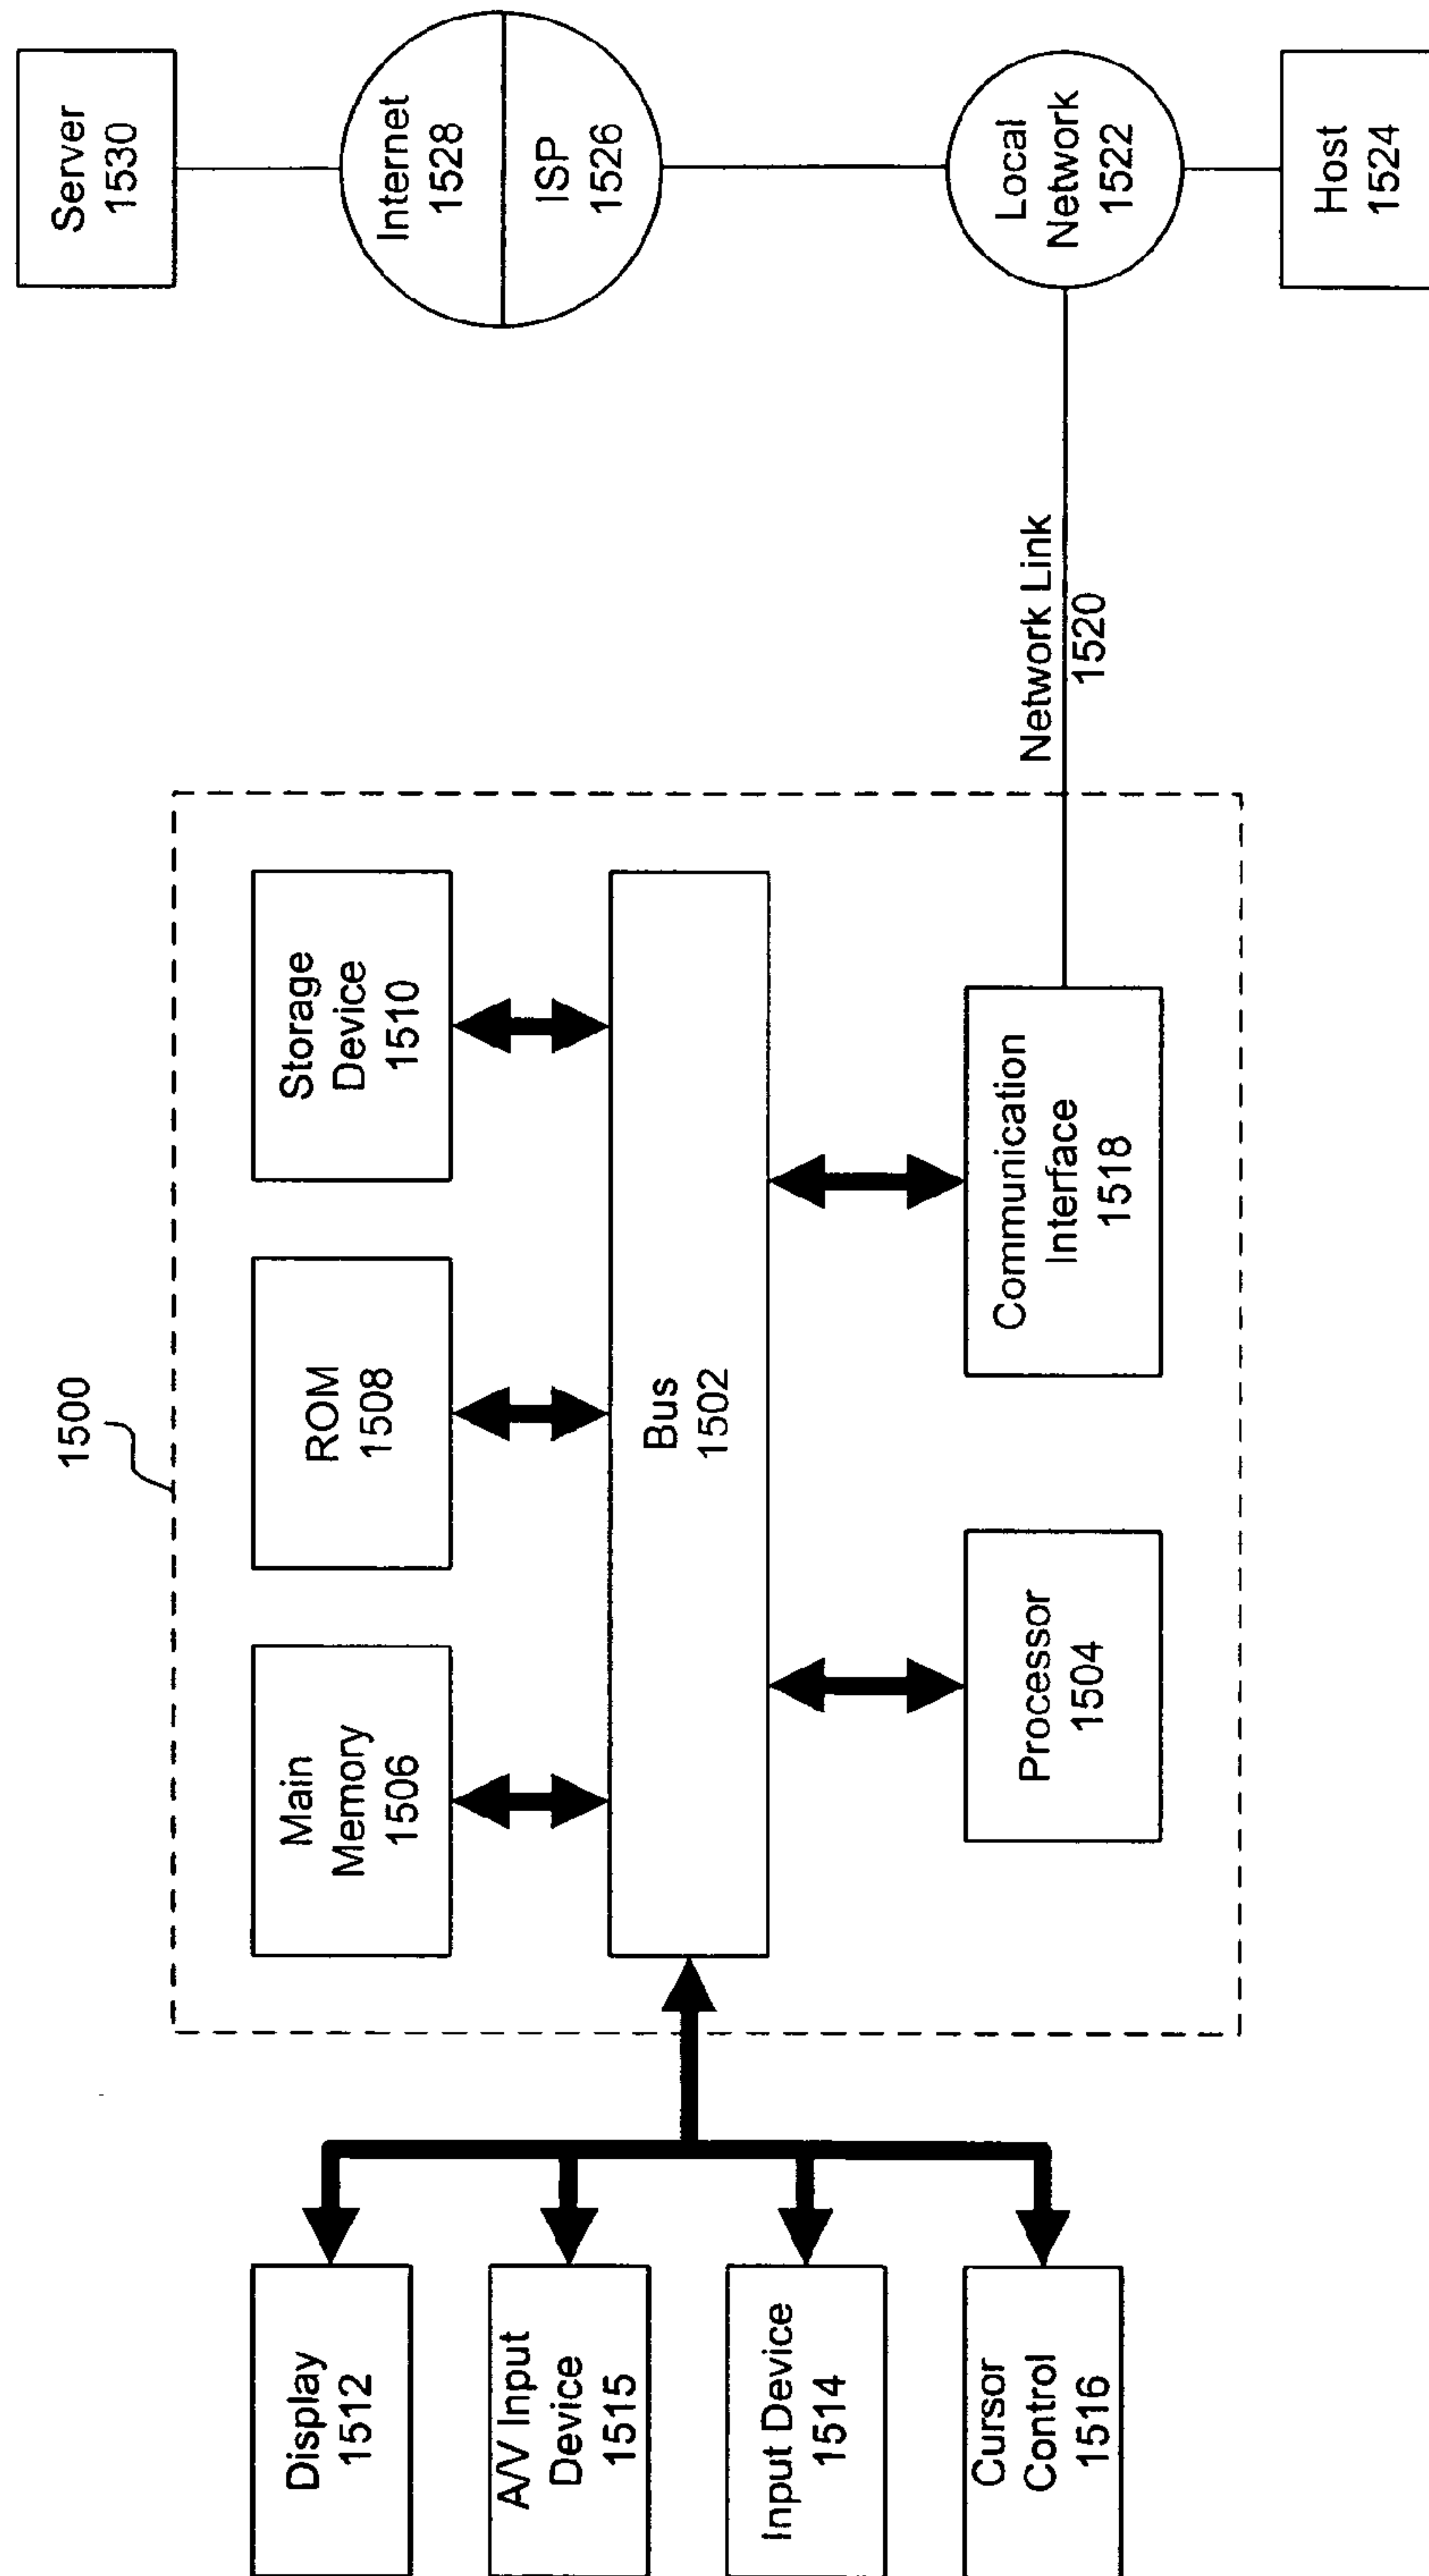 1500
Display
1512
A/V Input
Device
1515
Input Device
1514
Cursor
Control
1516
Main
Memory
1506
ROM
1508
Storage
Device
1510
Bus
1502
Processor
1504
Communication
Interface
1518
Network Link
1520
Server
1530
Internet
1528
ISP
1526
Local
Network
1522
Host
1524